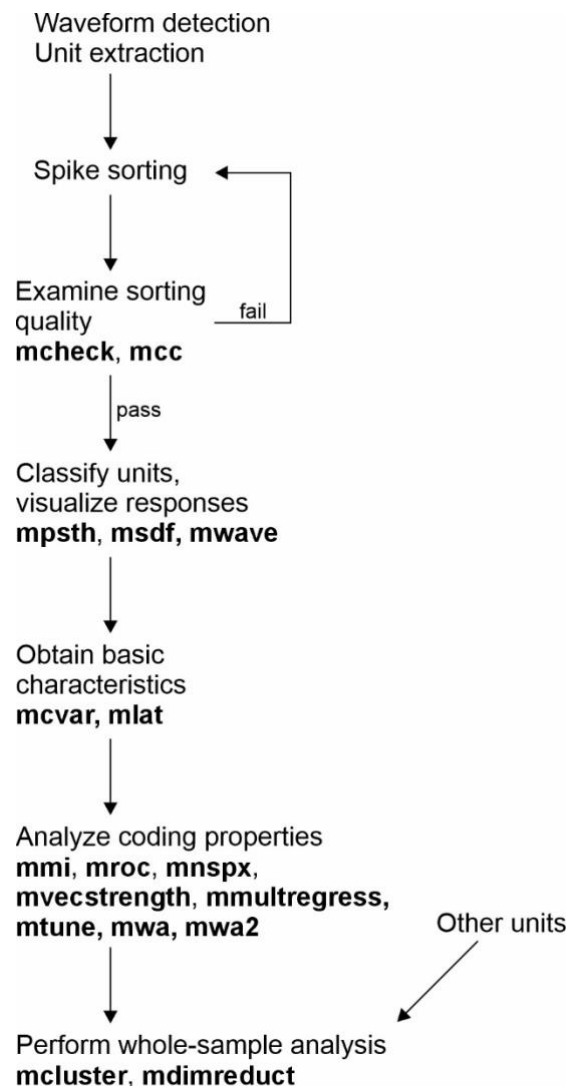 Waveform detection
Unit extraction
Spike sorting
Examine sorting
quality
fail
mcheck, mcc
pass
Classify units,
visualize responses
mpsth, msdf, mwave
Obtain basic
characteristics
mcvar, mlat
Analyze coding properties
mmi, mroc, mnspx,
mvecstrength, mmultregress,
mtune, mwa, mwa2
Other units
Perform whole-sample analysis
mcluster, mdimreduct